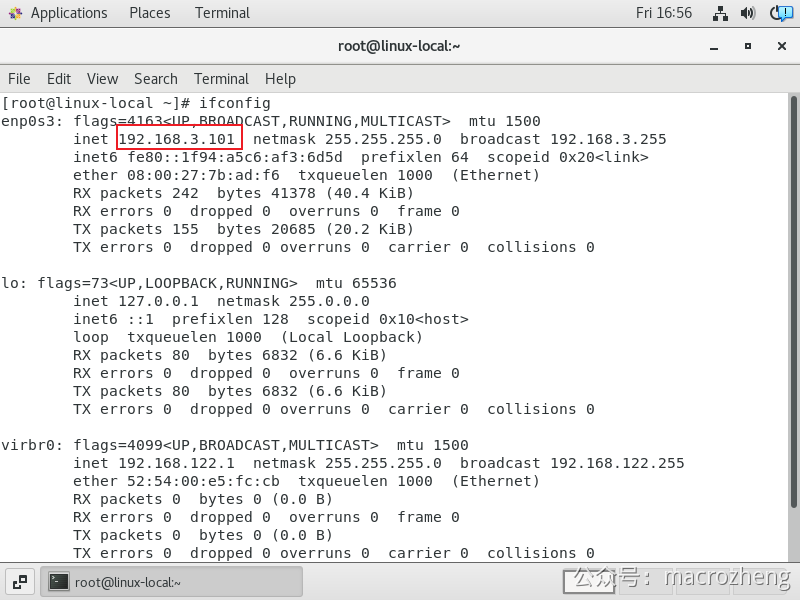 Applications Places Terminal Fri 16:56
root@linux-local:~
File Edit View Search Terminal Help
[root@linux-local ~]# ifconfig
enp0s3: flags=4163<UP,BROADCAST,RUNNING,MULTICAST>  mtu 1500
        inet 192.168.3.101  netmask 255.255.255.0  broadcast 192.168.3.255
        inet6 fe80::1f94:a5c6:af3:6d5d  prefixlen 64  scopeid 0x20<link>
        ether 08:00:27:7b:ad:f6  txqueuelen 1000  (Ethernet)
        RX packets 242  bytes 41378 (40.4 KiB)
        RX errors 0  dropped 0  overruns 0  frame 0
        TX packets 155  bytes 20685 (20.2 KiB)
        TX errors 0  dropped 0 overruns 0  carrier 0  collisions 0

lo: flags=73<UP,LOOPBACK,RUNNING>  mtu 65536
        inet 127.0.0.1  netmask 255.0.0.0
        inet6 ::1  prefixlen 128  scopeid 0x10<host>
        loop  txqueuelen 1000  (Local Loopback)
        RX packets 80  bytes 6832 (6.6 KiB)
        RX errors 0  dropped 0  overruns 0  frame 0
        TX packets 80  bytes 6832 (6.6 KiB)
        TX errors 0  dropped 0 overruns 0  carrier 0  collisions 0

virbr0: flags=4099<UP,BROADCAST,MULTICAST>  mtu 1500
        inet 192.168.122.1  netmask 255.255.255.0  broadcast 192.168.122.255
        ether 52:54:00:e5:fc:cb  txqueuelen 1000  (Ethernet)
        RX packets 0  bytes 0 (0.0 B)
        RX errors 0  dropped 0  overruns 0  frame 0
        TX packets 0  bytes 0 (0.0 B)
        TX errors 0  dropped 0 overruns 0  carrier 0  collisions 0
root@linux-local:~
公众号：macrozheng